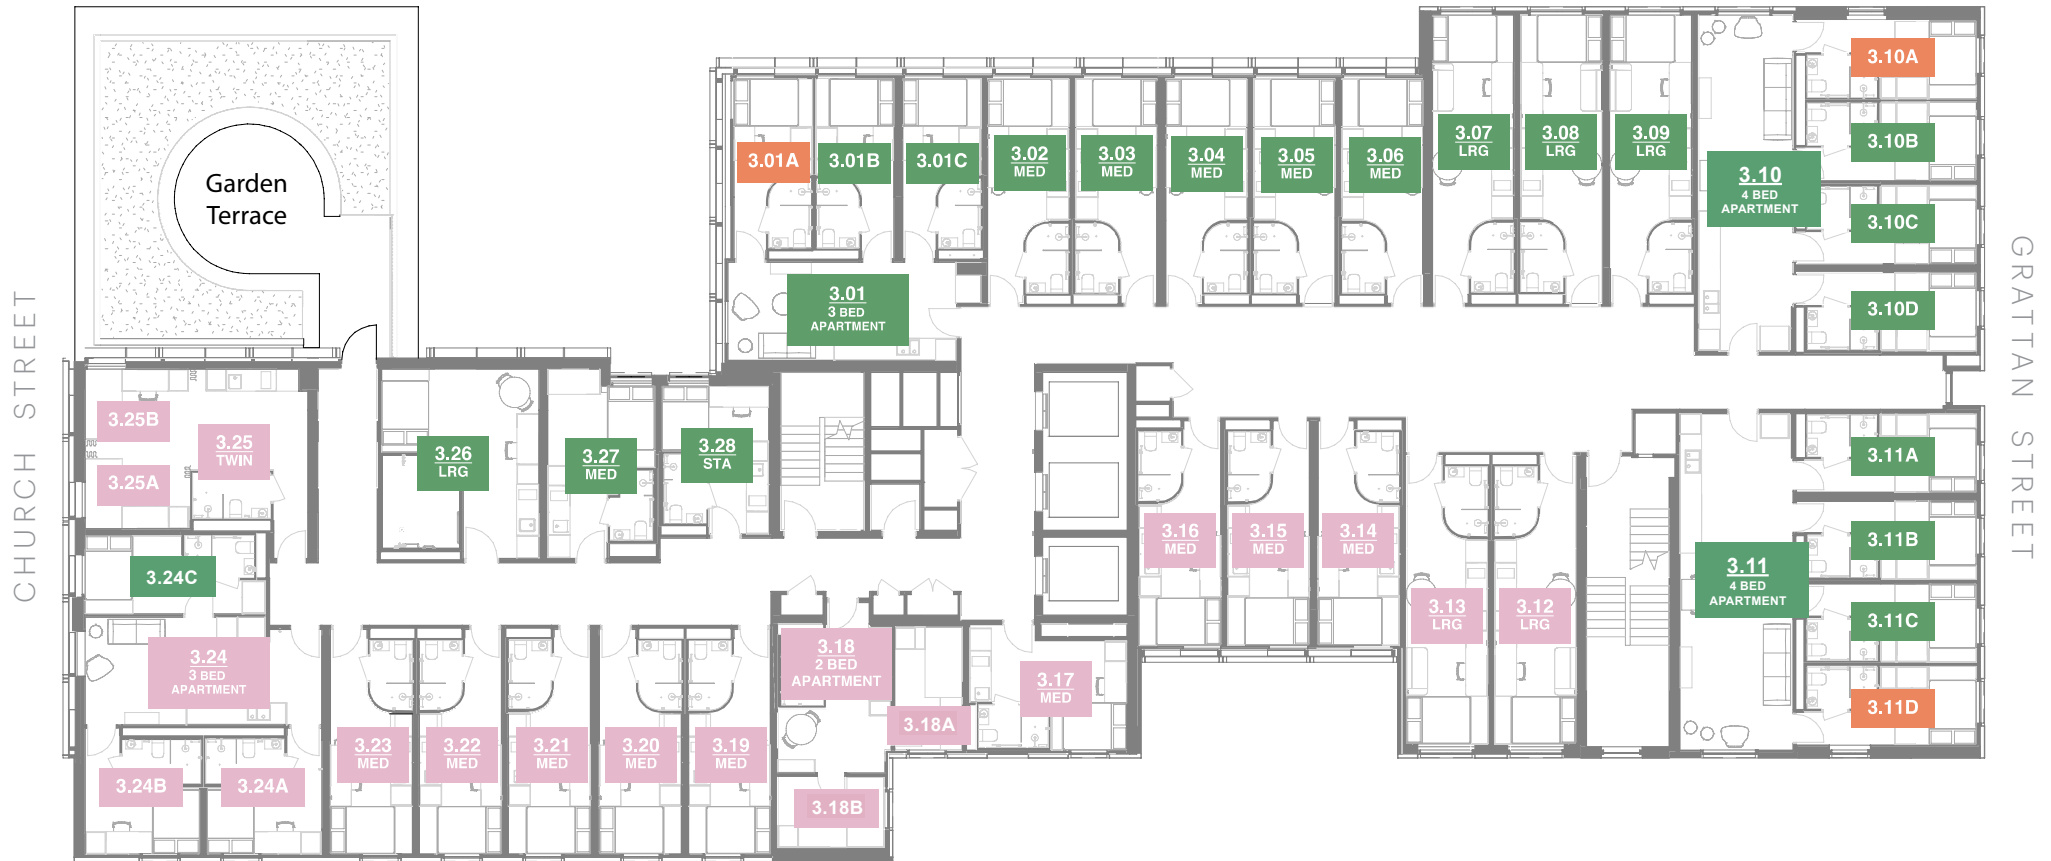 Garden
Terrace
CHURCH STREET
GRATTAN STREET
3.01A
3.01B
3.01C
3.02
MED
3.03
MED
3.04
MED
3.05
MED
3.06
MED
3.07
LRG
3.08
LRG
3.09
LRG
3.10
4 BED
APARTMENT
3.10A
3.10B
3.10C
3.10D
3.01
3 BED
APARTMENT
3.25B
3.25A
3.25
TWIN
3.26
LRG
3.27
MED
3.28
STA
3.24C
3.24
3 BED
APARTMENT
3.24B
3.24A
3.23
MED
3.22
MED
3.21
MED
3.20
MED
3.19
MED
3.18
2 BED
APARTMENT
3.18A
3.18B
3.17
MED
3.16
MED
3.15
MED
3.14
MED
3.13
LRG
3.12
LRG
3.11
4 BED
APARTMENT
3.11A
3.11B
3.11C
3.11D